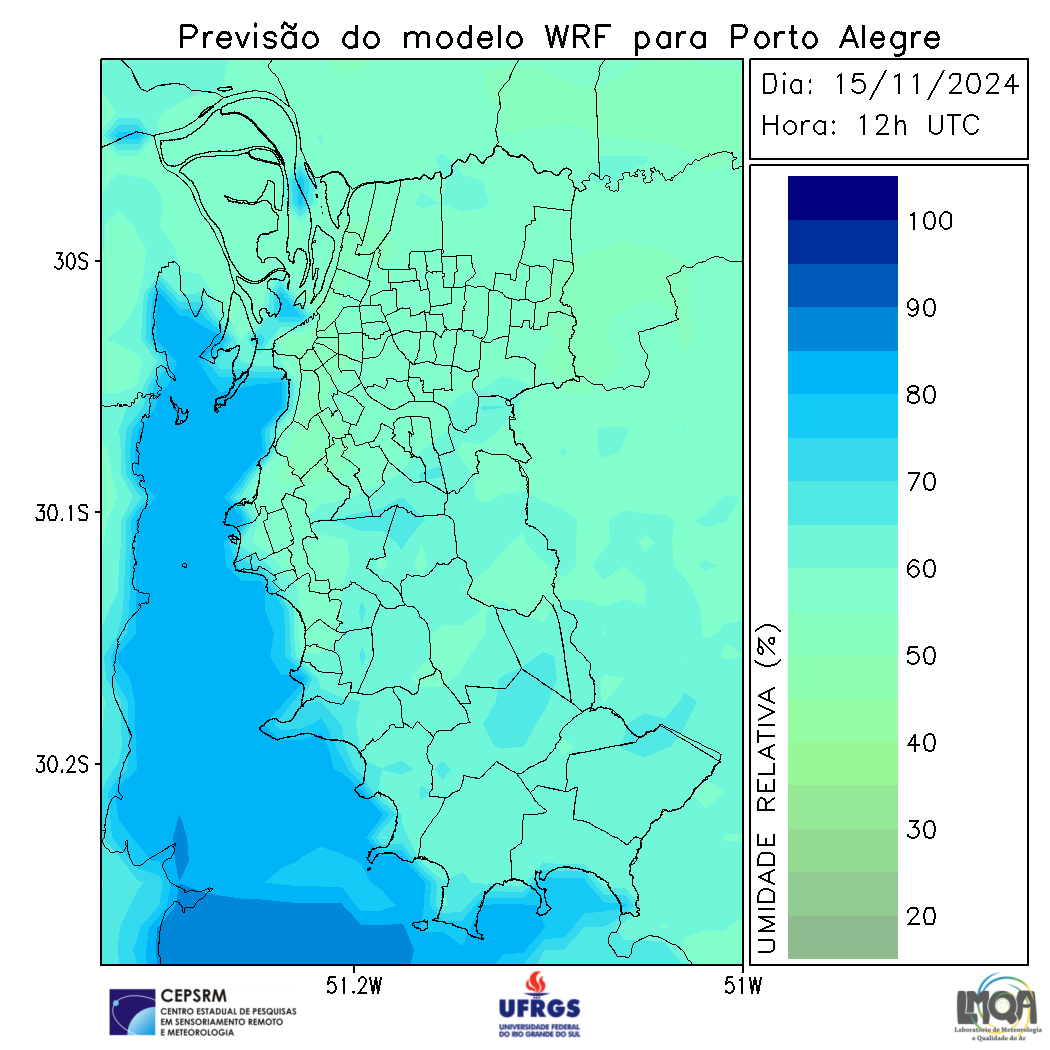 Previsão do modelo WRF para Porto Alegre
Dia: 15/11/2024
Hora: 12h UTC
30S
30.1S
30.2S
51.2W
51W
100
90
80
70
60
50
40
30
20
UMIDADE RELATIVA (%)
CEPSRM
CENTRO ESTADUAL DE PESQUISAS
EM SENSORIAMENTO REMOTO
E METEOROLOGIA
UFRGS
UNIVERSIDADE FEDERAL
DO RIO GRANDE DO SUL
LMQA
Laboratório de Meteorologia
e Qualidade do Ar